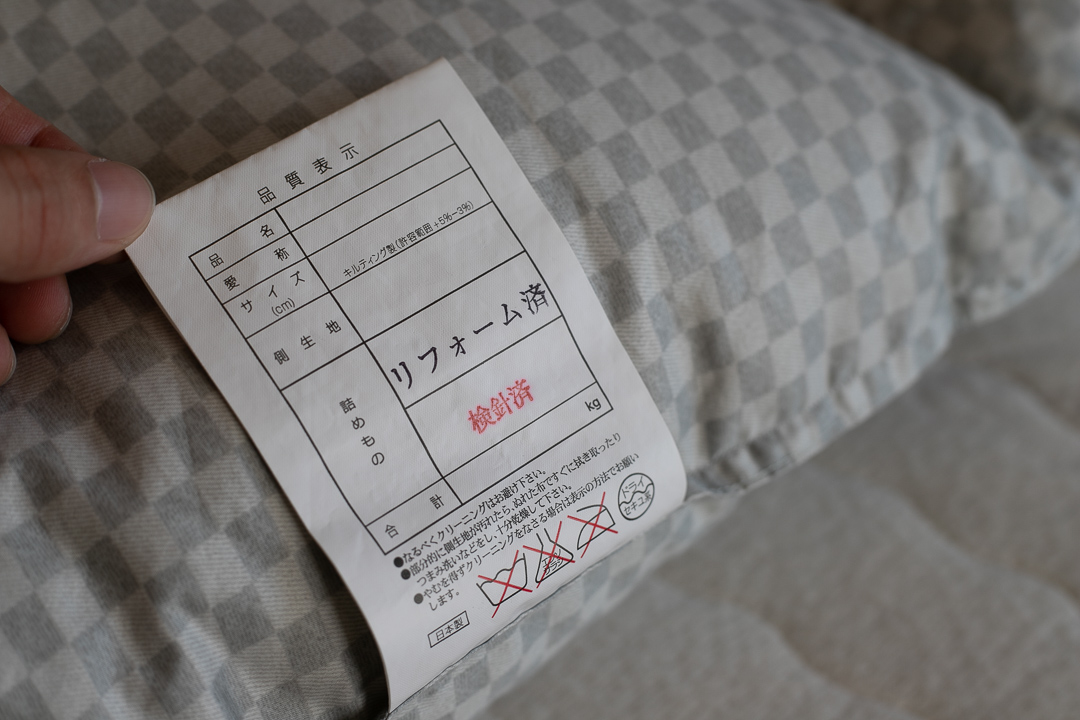 品質表示
品名
愛称
サイズ(cm) キルティング製(許容範囲+5%-3%)
側生地
詰めもの リフォーム済
検針済
合計 kg
●なるべくクリーニングはお避け下さい。
●部分的に側生地が汚れたら、ぬれた布ですぐに拭き取ったり
つまみ洗いなどをし、十分乾燥して下さい。
●やむを得ずクリーニングをなさる場合は表示の方法でお願い
します。
エンソ サラシ
ドライ
セキユ系
日本製